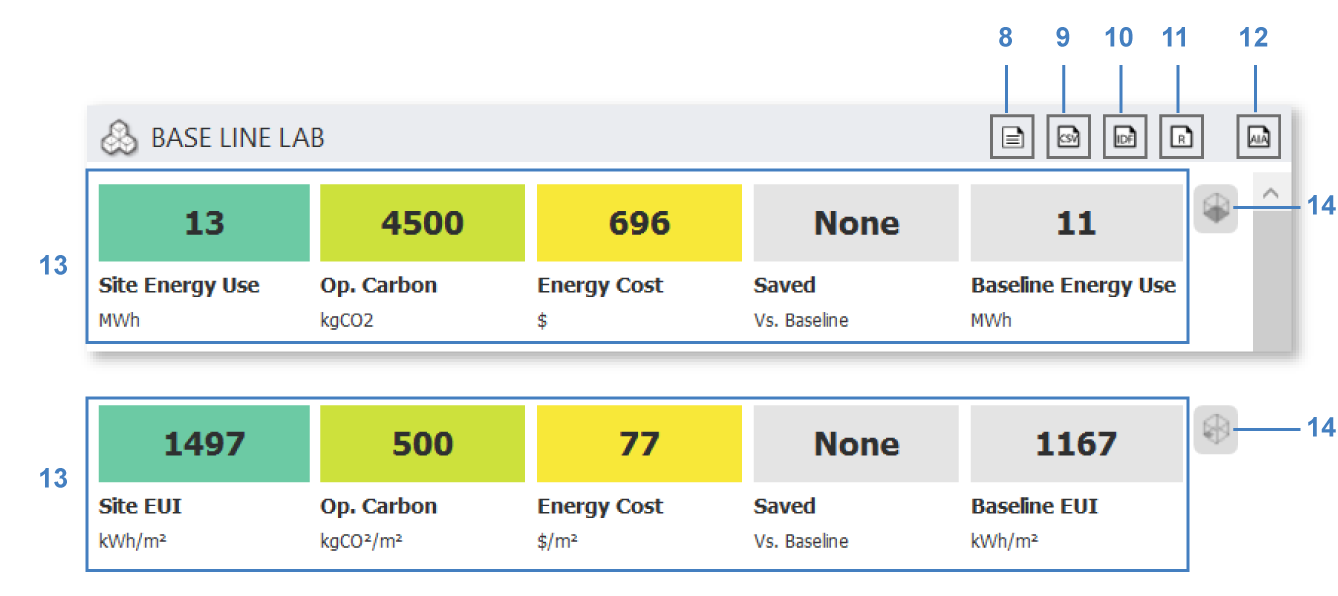 8 9 10 11 12
BASE LINE LAB
CSV IDF R AIA
13 4500 696 None 11
14
13
Site Energy Use Op. Carbon Energy Cost Saved Baseline Energy Use
MWh kgCO2 $ Vs. Baseline MWh
1497 500 77 None 1167
14
13
Site EUI Op. Carbon Energy Cost Saved Baseline EUI
kWh/m² kgCO²/m² $/m² Vs. Baseline kWh/m²